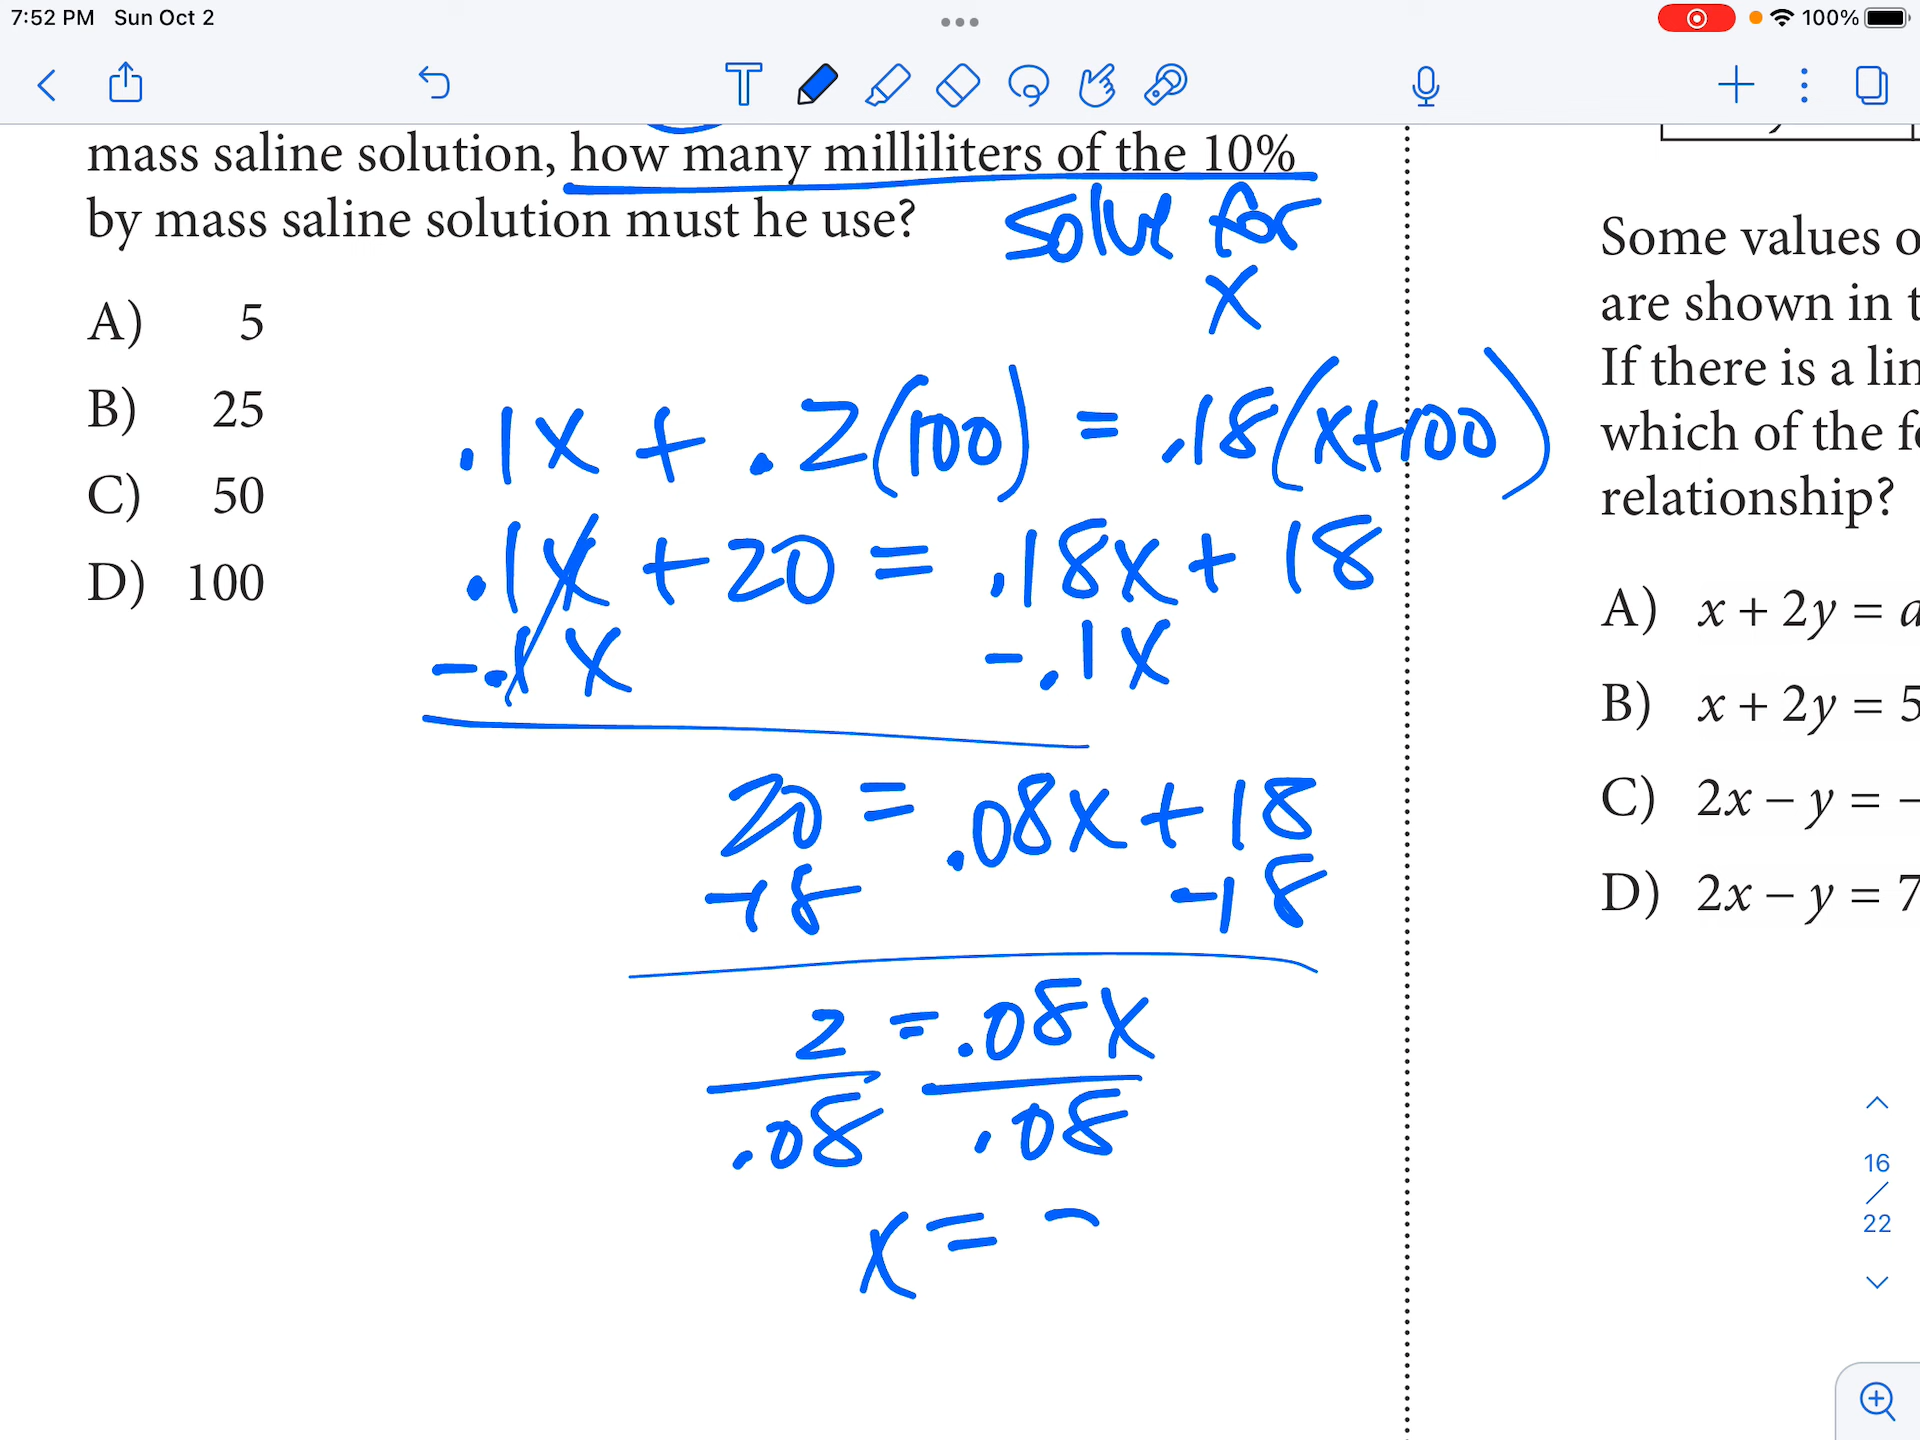 7:52 PM Sun Oct 2
100%
T
mass saline solution, how many milliliters of the 10%
by mass saline solution must he use?
solve for
x
A) 5
B) 25
C) 50
D) 100
.1x + .2(100) = .18(x+100)
.1x + 20 = .18x + 18
-.1x -.1x
20 = .08x + 18
-18 -18
2 = .08x
.08 .08
x =
Some values
are shown in
If there is a
which of the
relationship?
A) x + 2y =
B) x + 2y = 5
C) 2x – y = –
D) 2x – y = 7
16
/
22